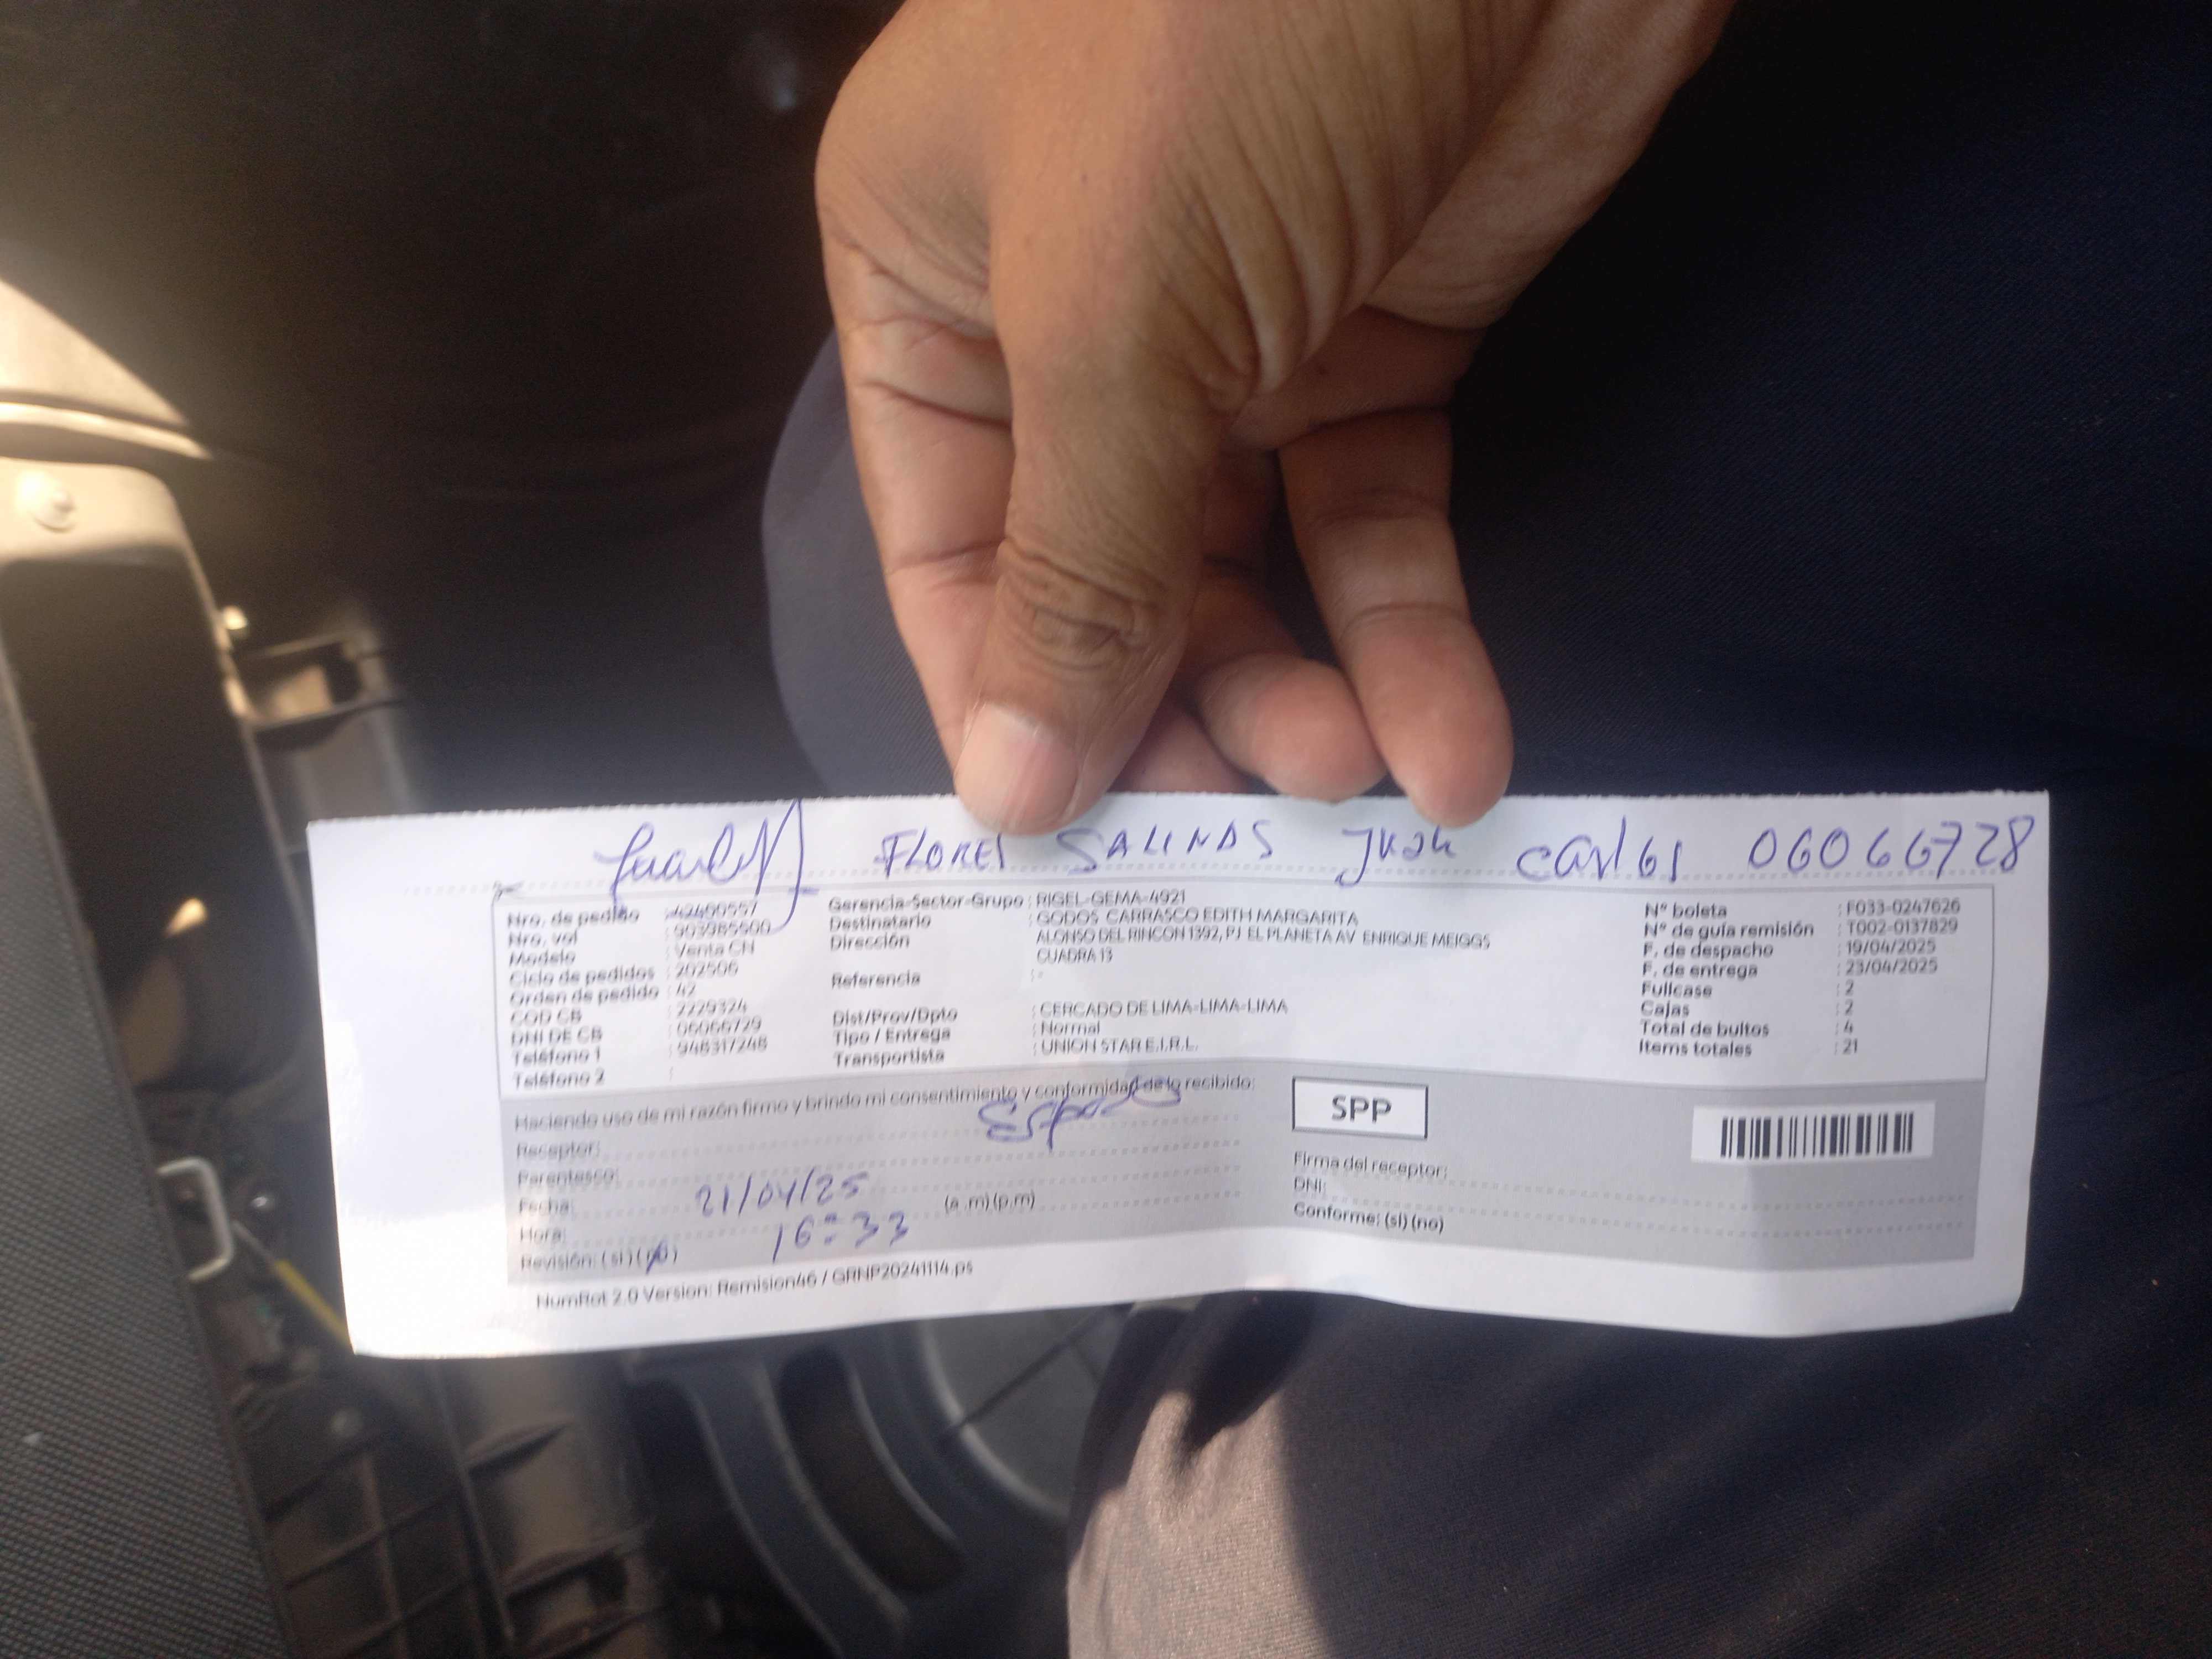 FLORES SALINAS Juan Carlos 06066728
Nro. de pedido : 42400557
Nro. vol : 903985500
Modelo : Venta CN
Ciclo de pedidos : 202506
Orden de pedido : 42
COD CB : 2229324
DNI DE CB : 06066729
Teléfono 1 : 948317248
Teléfono 2 :
Gerencia-Sector-Grupo : RIGEL-GEMA-4921
Destinatario : GODOS CARRASCO EDITH MARGARITA
Dirección : ALONSO DEL RINCON 1392, PJ EL PLANETA AV ENRIQUE MEIGGS
CUADRA 13
Referencia : -
Dist/Prov/Dpto : CERCADO DE LIMA-LIMA-LIMA
Tipo / Entrega : Normal
Transportista : UNION STAR E.I.R.L.
N° boleta : F033-0247626
N° de guía remisión : T002-0137829
F. de despacho : 19/04/2025
F. de entrega : 23/04/2025
Fullcase : 2
Cajas : 2
Total de bultos : 4
Items totales : 21
Haciendo uso de mi razón firmo y brindo mi consentimiento y conformidad de lo recibido:
Receptor:
Parentesco:
Fecha: 21/04/25
Hora: 16:33 (a .m) (p.m)
Revisión: ( si ) ( no )
SPP
Firma del receptor:
DNI:
Conforme: (si) (no)
NumRot 2.0 Version: Remision46 / GRNP20241114.ps